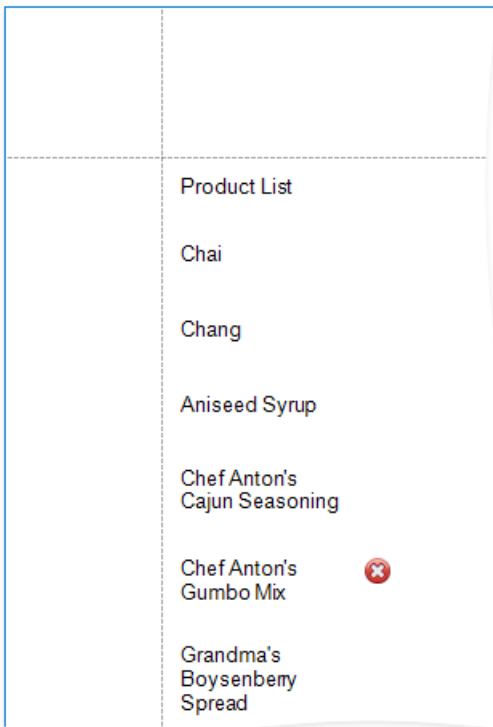 Product List
Chai
Chang
Aniseed Syrup
Chef Anton's
Cajun Seasoning
Chef Anton's
Gumbo Mix
Grandma's
Boysenberry
Spread